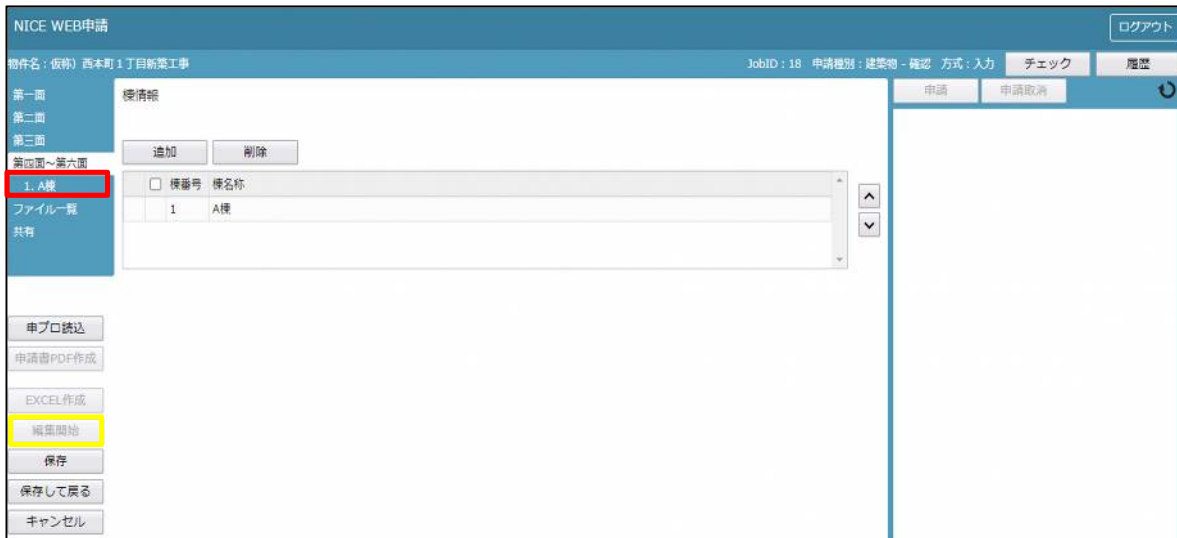 NICE WEB申請
ログアウト
物件名：仮称）西本町１丁目新築工事
JobID：18 申請種別：建築物 - 確認 方式：入力
チェック
履歴
第一面
第二面
第三面
第四面～第六面
1. A棟
ファイル一覧
共有
棟情報
追加
削除
棟番号 棟名称
1 A棟
申請
申請取消
申プロ読込
申請書PDF作成
EXCEL作成
編集開始
保存
保存して戻る
キャンセル